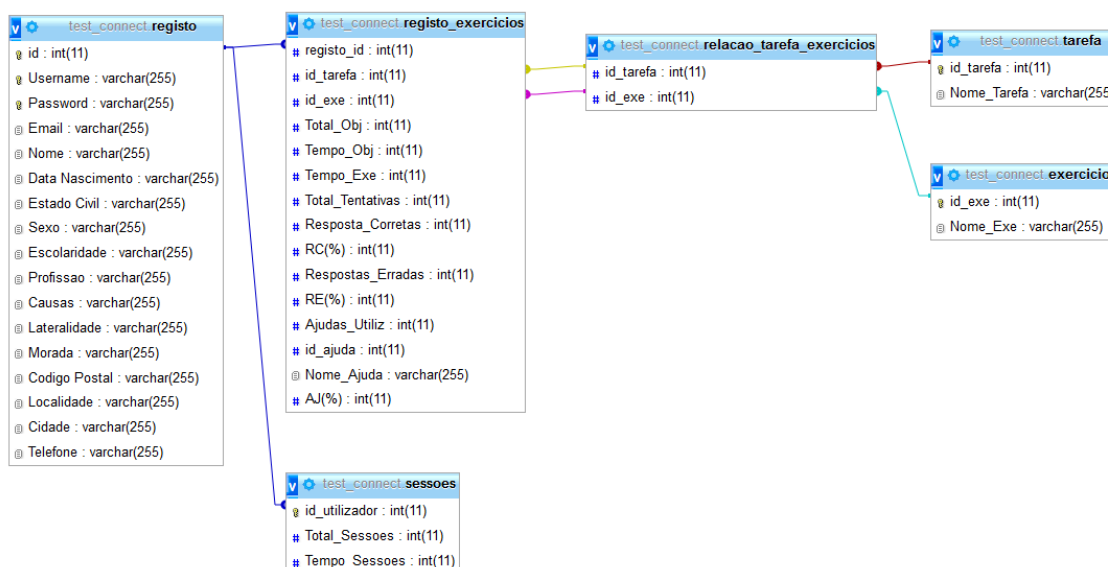 test_connect.registo
id : int(11)
Username : varchar(255)
Password : varchar(255)
Email : varchar(255)
Nome : varchar(255)
Data Nascimento : varchar(255)
Estado Civil : varchar(255)
Sexo : varchar(255)
Escolaridade : varchar(255)
Profissao : varchar(255)
Causas : varchar(255)
Lateralidade : varchar(255)
Morada : varchar(255)
Codigo Postal : varchar(255)
Localidade : varchar(255)
Cidade : varchar(255)
Telefone : varchar(255)
test_connect.registo_exercicios
registo_id : int(11)
id_tarefa : int(11)
id_exe : int(11)
Total_Obj : int(11)
Tempo_Obj : int(11)
Tempo_Exe : int(11)
Total_Tentativas : int(11)
Resposta_Corretas : int(11)
RC(%) : int(11)
Respostas_Erradas : int(11)
RE(%) : int(11)
Ajudas_Utiliz : int(11)
id_ajuda : int(11)
Nome_Ajuda : varchar(255)
AJ(%) : int(11)
test_connect.sessoes
id_utilizador : int(11)
Total_Sessoes : int(11)
Tempo_Sessoes : int(11)
test_connect.relacao_tarefa_exercicios
id_tarefa : int(11)
id_exe : int(11)
test_connect.tarefa
id_tarefa : int(11)
Nome_Tarefa : varchar(255
test_connect.exercicio
id_exe : int(11)
Nome_Exe : varchar(255)